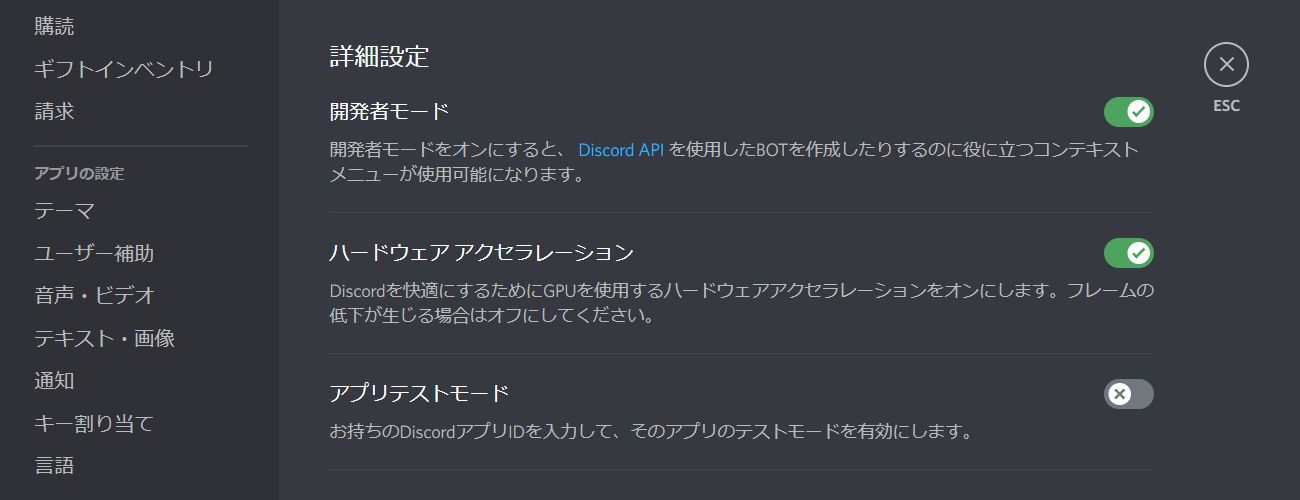 購読
ギフトインベントリ
請求
アプリの設定
テーマ
ユーザー補助
音声・ビデオ
テキスト・画像
通知
キー割り当て
言語
詳細設定
開発者モード
開発者モードをオンにすると、 Discord API を使用したBOTを作成したりするのに役に立つコンテキスト
メニューが使用可能になります。
ハードウェア アクセラレーション
Discordを快適にするためにGPUを使用するハードウェアアクセラレーションをオンにします。フレームの
低下が生じる場合はオフにしてください。
アプリテストモード
お持ちのDiscordアプリIDを入力して、そのアプリのテストモードを有効にします。
ESC